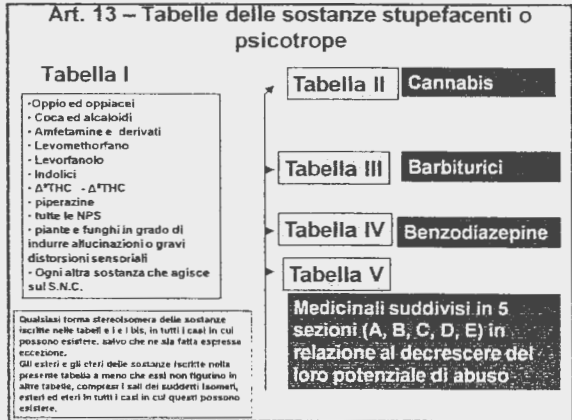 Art. 13 – Tabelle delle sostanze stupefacenti o
psicotrope
Tabella I
•Oppio ed oppiacei
• Coca ed alcaloidi
• Amfetamine e derivati
• Levomethorfano
• Levorfanolo
• Indolici
• Δ⁸THC - Δ⁹THC
• piperazine
• tutte le NPS
• piante e funghi in grado di
indurre allucinazioni o gravi
distorsioni sensoriali
• Ogni altra sostanza che agisce
sul S.N.C.
Qualsiasi forma stereoisomera delle sostanze
iscritte nelle tabell e i e I bis, in tutti i casi in cui
possono esistere, salvo che ne sia fatta espressa
eccezione.
Gli esteri e gli eteri delle sostanze iscritte nella
presente tabella a meno che essi non figurino in
altre tabelle, compresi i sali dei suddetti isomeri,
esteri ed eteri in tutti i casi in cui questi possono
esistere.
Tabella II
Cannabis
Tabella III
Barbiturici
Tabella IV
Benzodiazepine
Tabella V
Medicinali suddivisi in 5
sezioni (A, B, C, D, E) in
relazione al decrescere del
loro potenziale di abuso